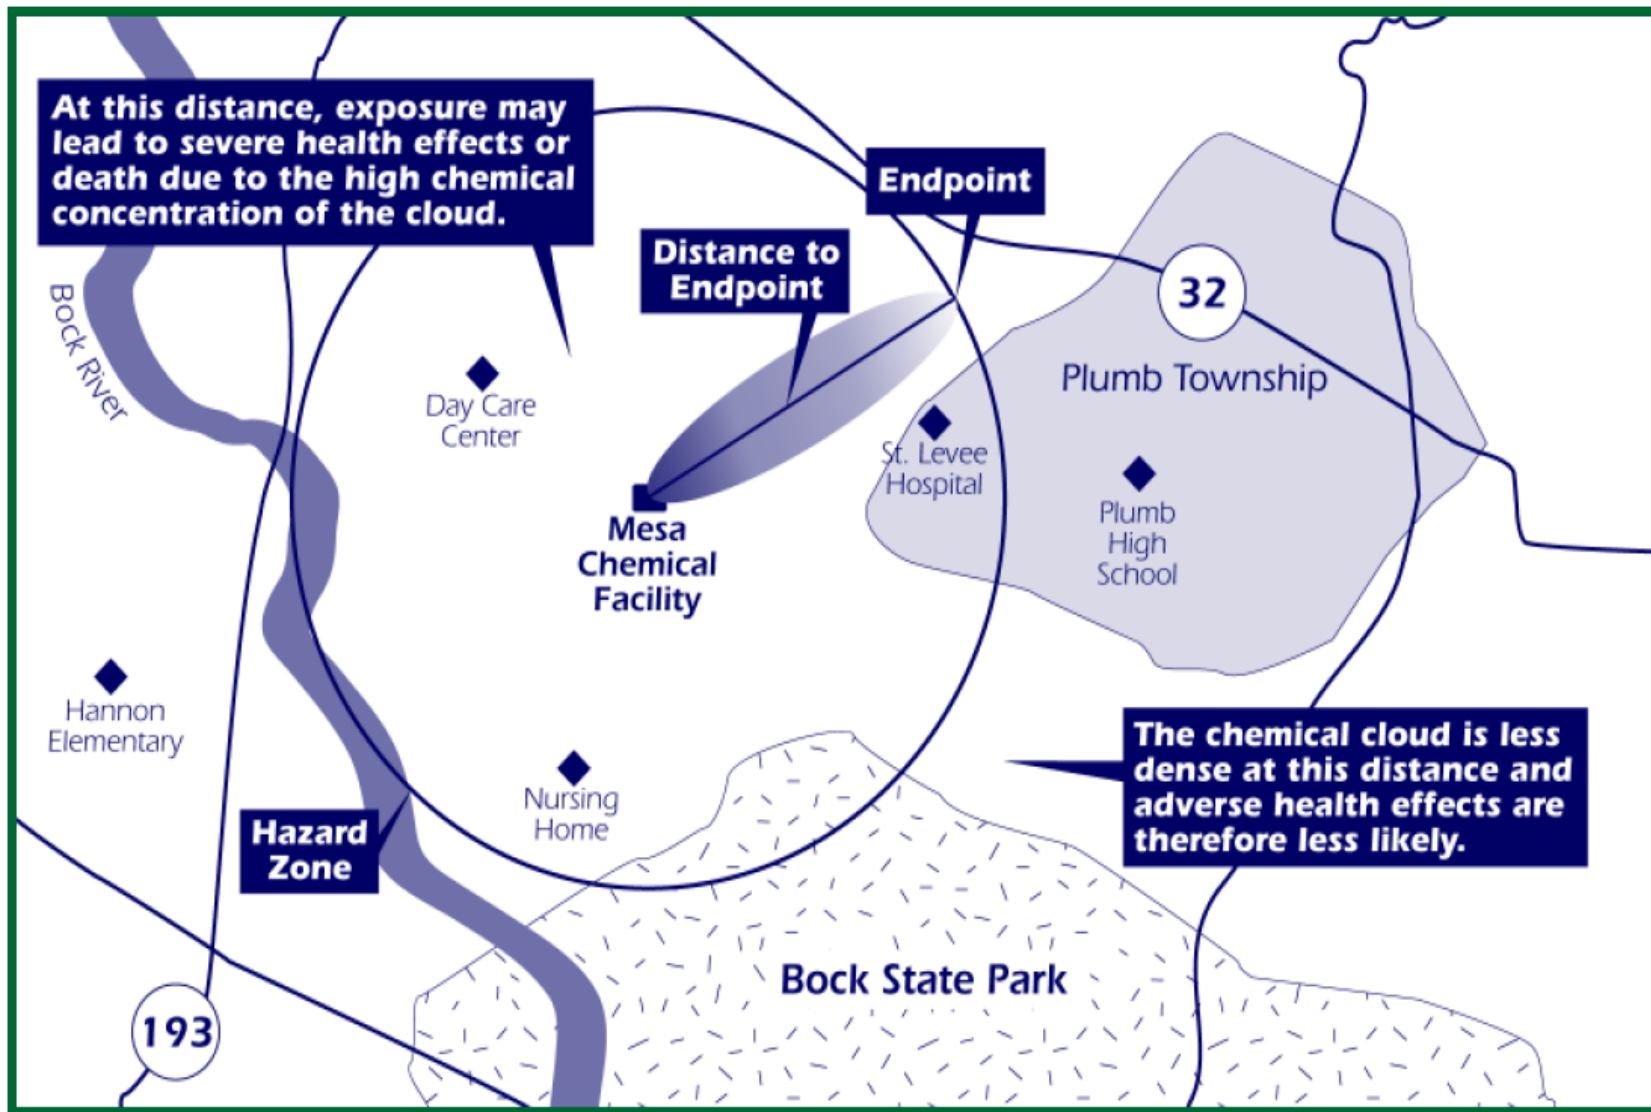 At this distance, exposure may
lead to severe health effects or
death due to the high chemical
concentration of the cloud.
Endpoint
Distance to
Endpoint
32
Bock River
Plumb Township
Day Care
Center
St. Levee
Hospital
Plumb
High
School
Mesa
Chemical
Facility
Hannon
Elementary
The chemical cloud is less
dense at this distance and
adverse health effects are
therefore less likely.
Nursing
Home
Hazard
Zone
Bock State Park
193